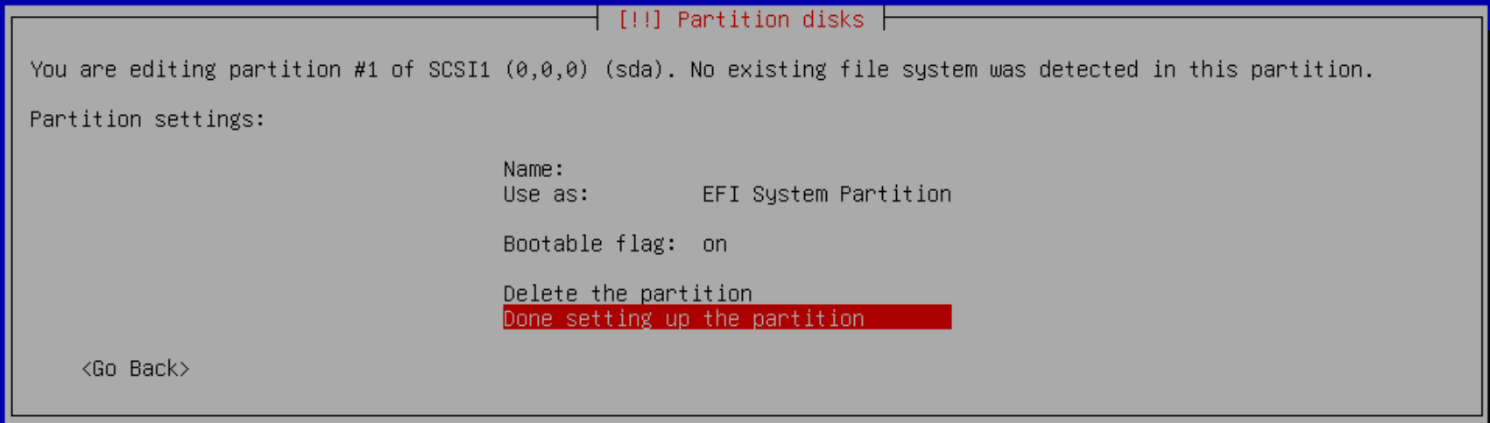 [!!] Partition disks
You are editing partition #1 of SCSI1 (0,0,0) (sda). No existing file system was detected in this partition.
Partition settings:
Name:
Use as: EFI System Partition
Bootable flag: on
Delete the partition
Done setting up the partition
<Go Back>